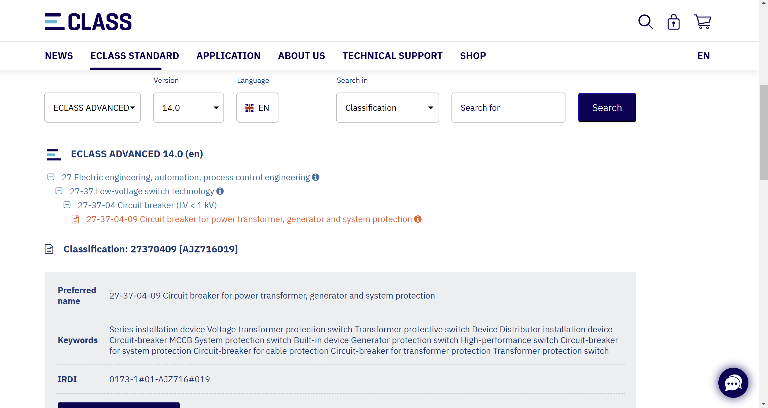 ECLASS
NEWS ECLASS STANDARD APPLICATION ABOUT US TECHNICAL SUPPORT SHOP EN
Version Language Search in
ECLASS ADVANCED 14.0 EN Classification Search for Search
ECLASS ADVANCED 14.0 (en)
27 Electric engineering, automation, process control engineering
27-37 Low-voltage switch technology
27-37-04 Circuit breaker (LV < 1 kV)
27-37-04-09 Circuit breaker for power transformer, generator and system protection
Classification: 27370409 [AJZ716019]
Preferred name 27-37-04-09 Circuit breaker for power transformer, generator and system protection
Keywords Series installation device Voltage transformer protection switch Transformer protective switch Device Distributor installation device
Circuit-breaker MCCB System protection switch Built-in device Generator protection switch High-performance switch Circuit-breaker
for system protection Circuit-breaker for cable protection Circuit-breaker for transformer protection Transformer protection switch
IRDI 0173-1#01-AJZ716#019